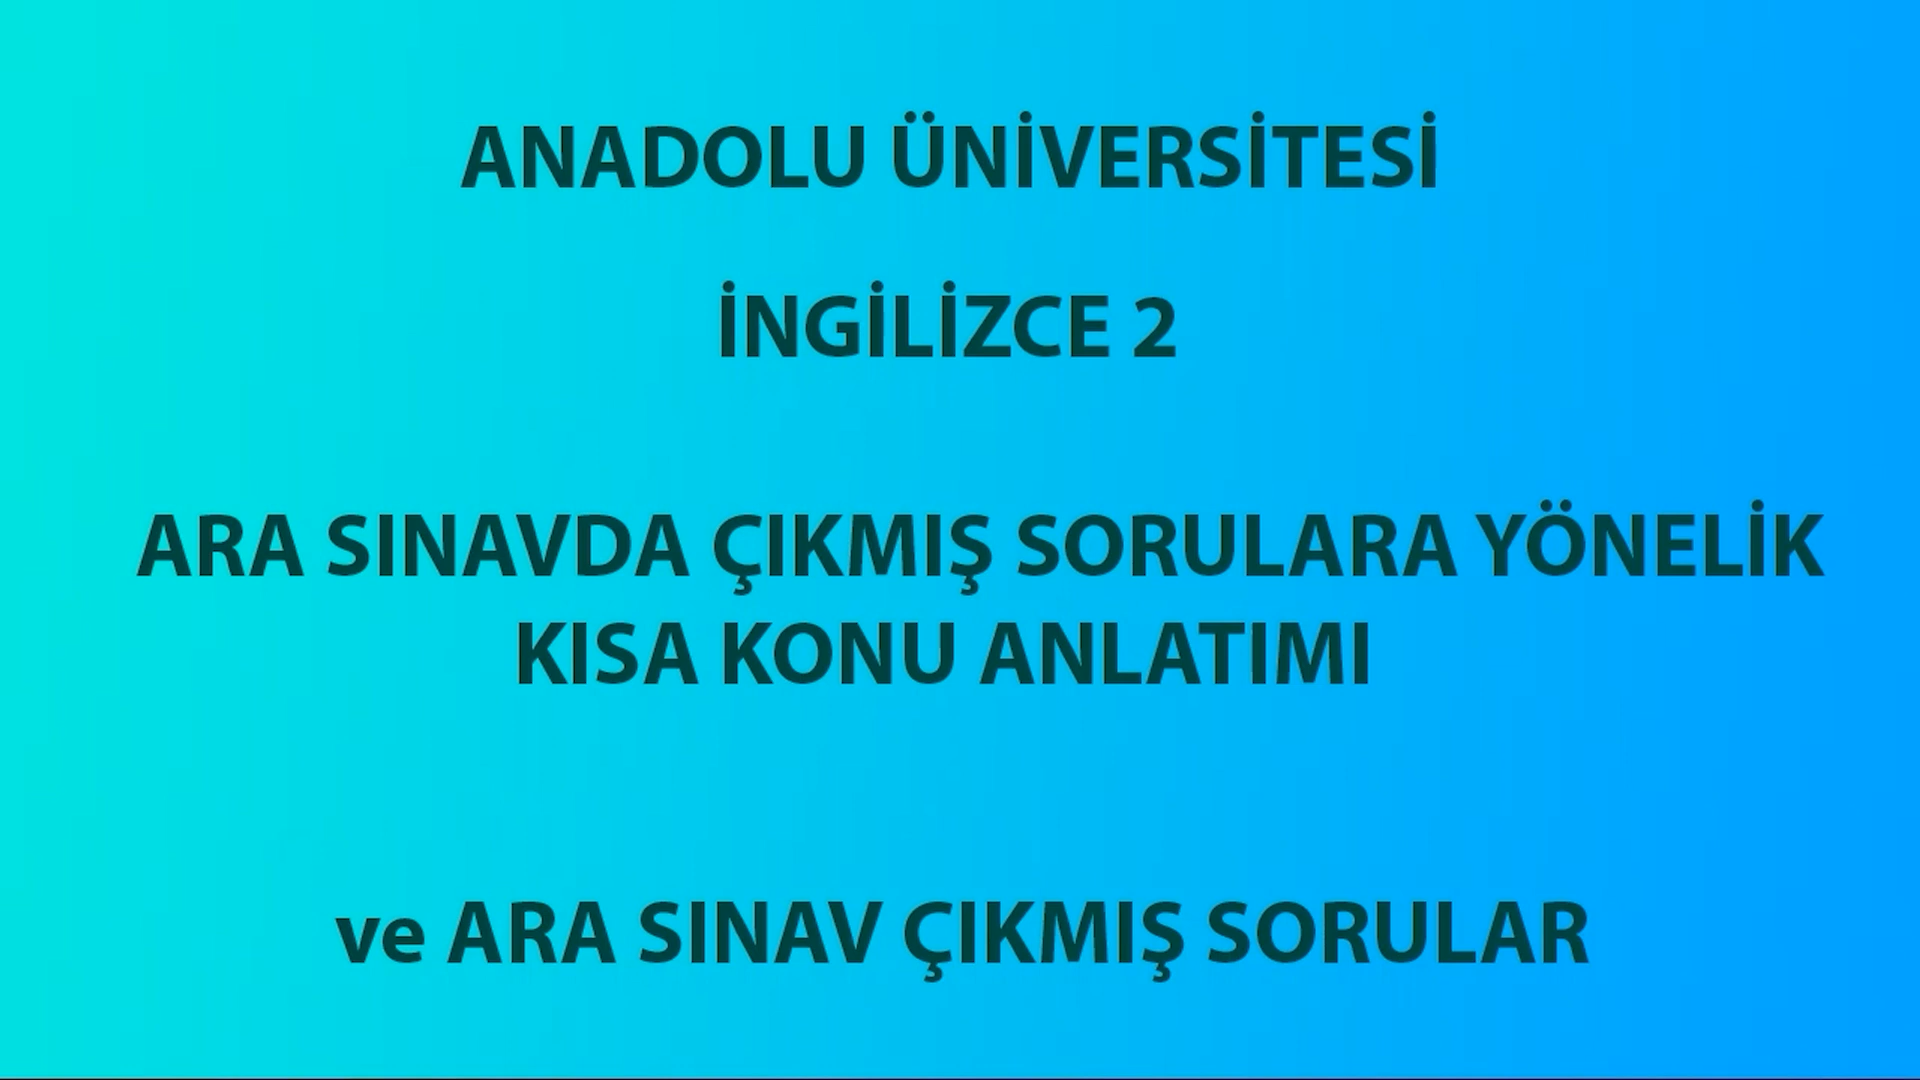 ANADOLU ÜNİVERSİTESİ
İNGİLİZCE 2
ARA SINAVDA ÇIKMIŞ SORULARA YÖNELİK
KISA KONU ANLATIMI
ve ARA SINAV ÇIKMIŞ SORULAR